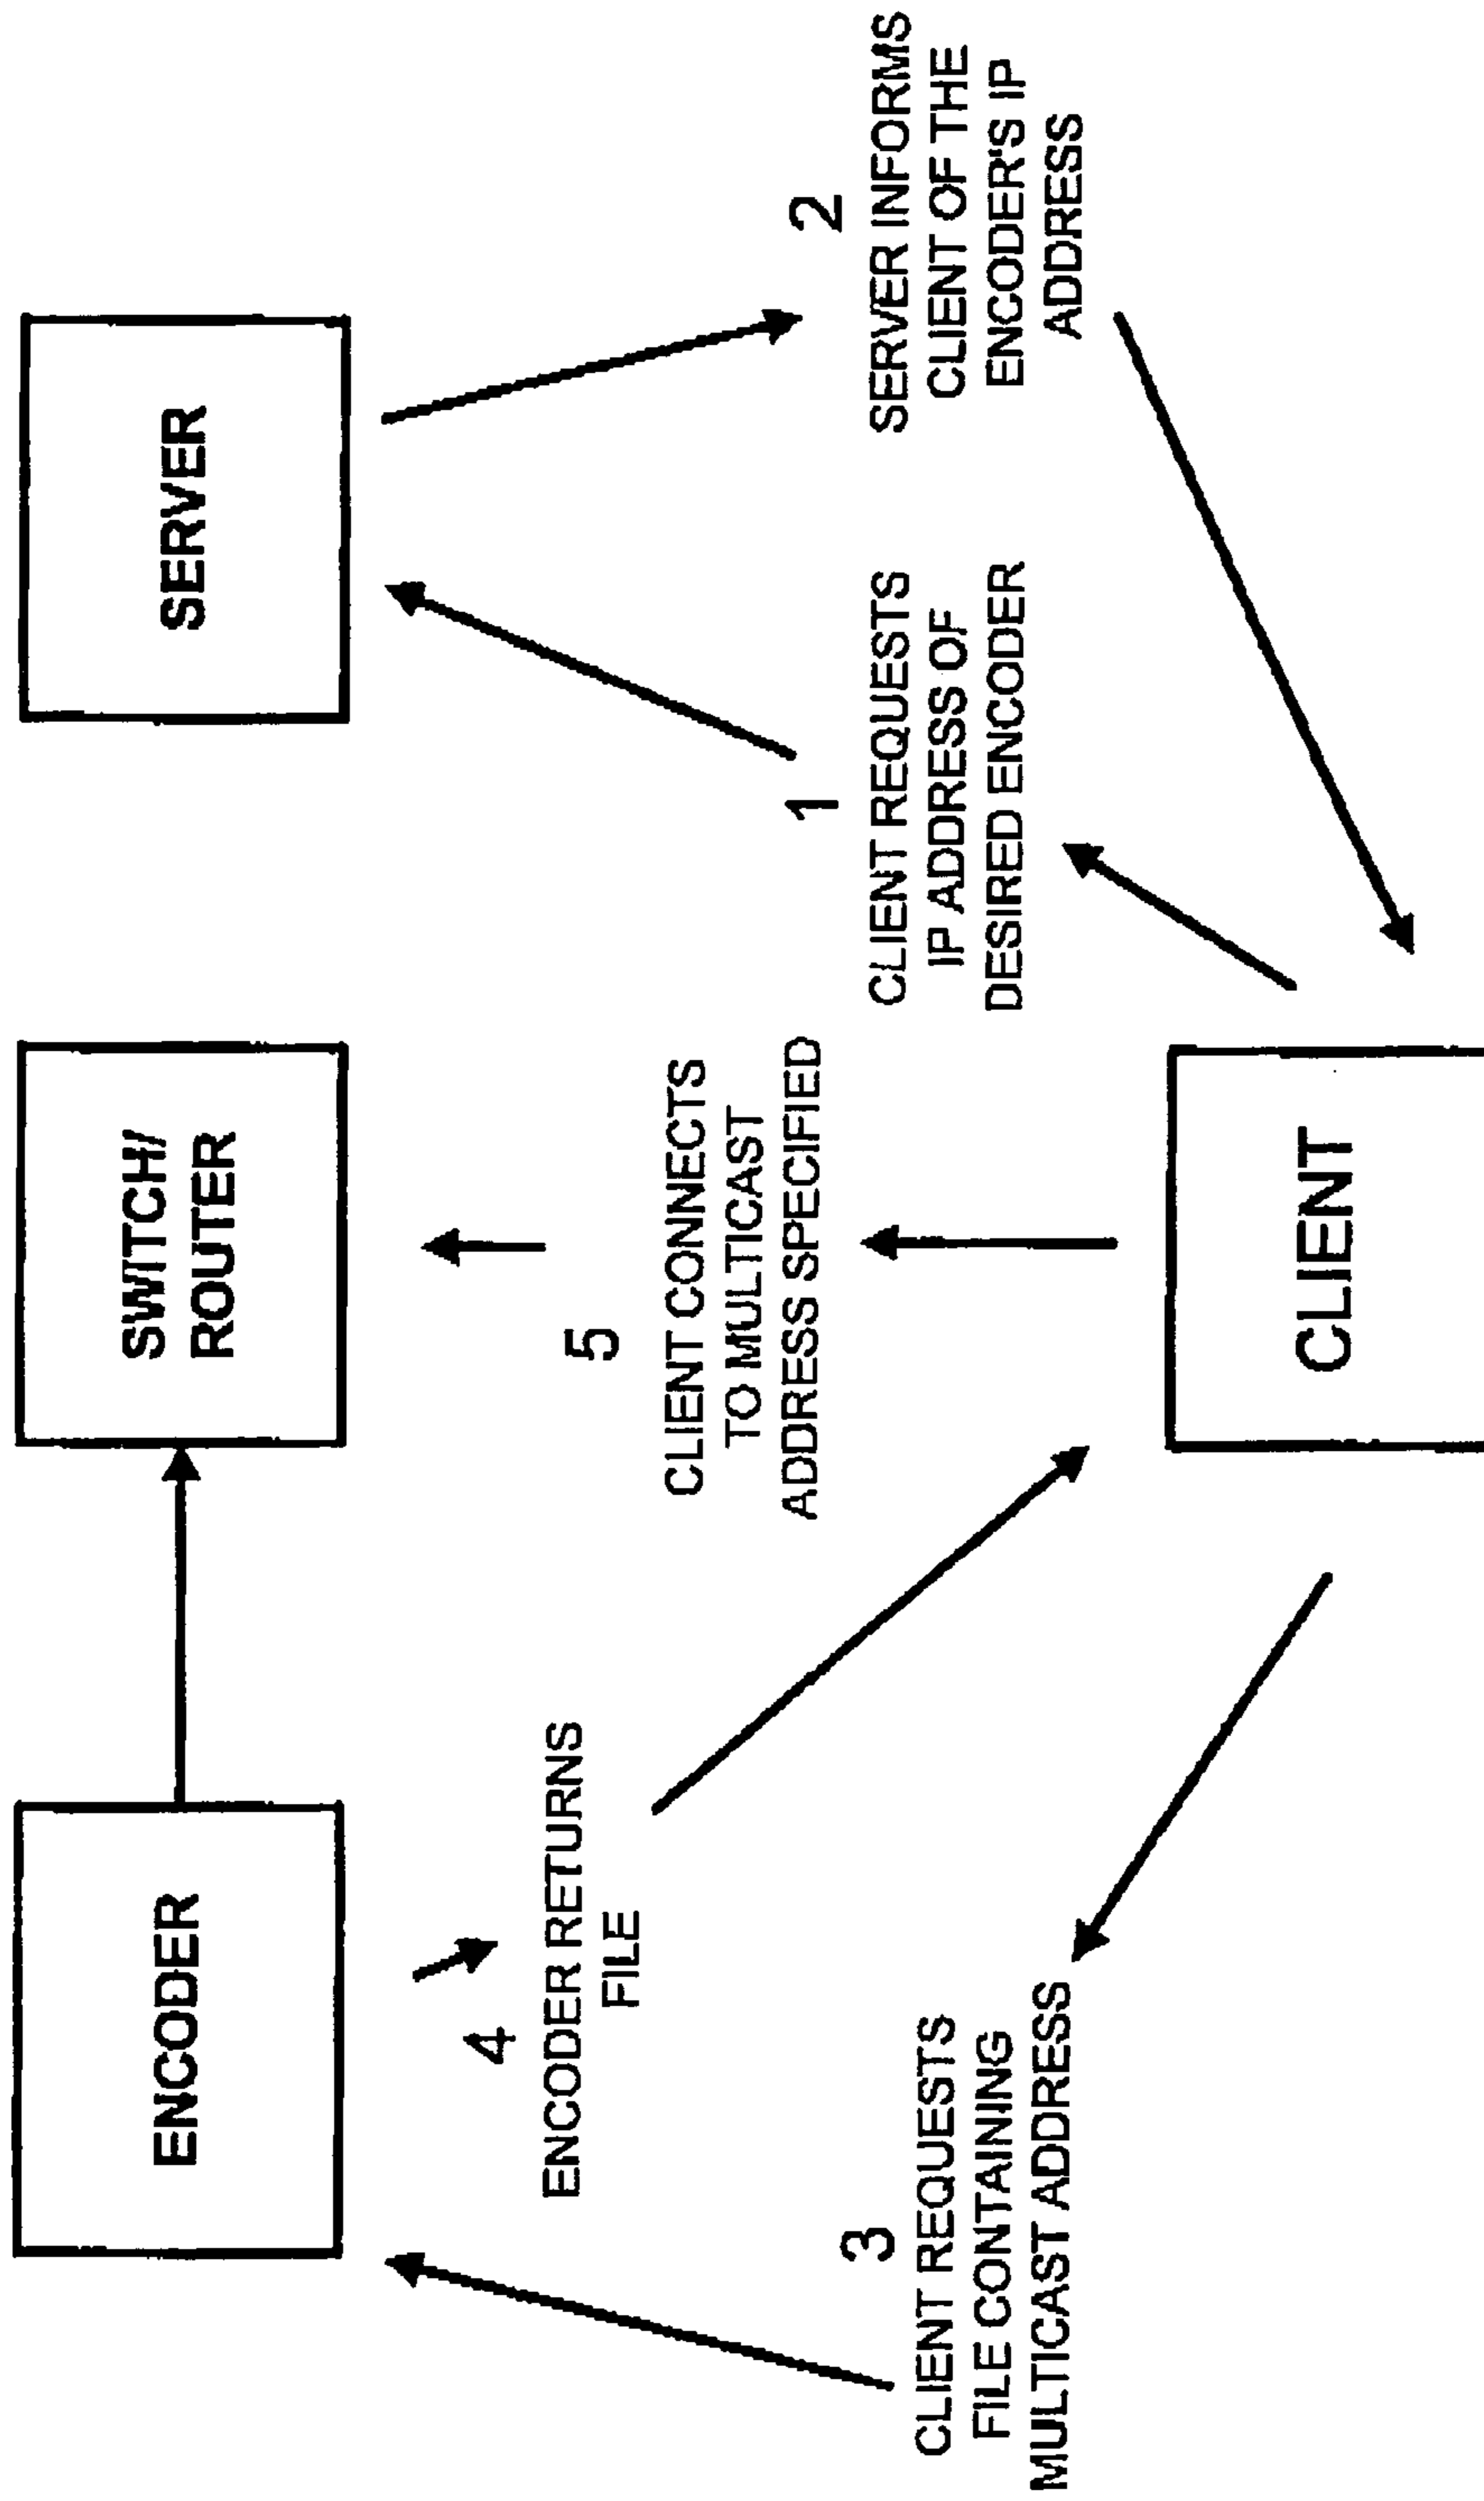 ENCODER
SWITCH/
ROUTER
SERVER
4
ENCODER RETURNS
FILE
5
CLIENT CONNECTS
TO MULTICAST
ADDRESS SPECIFIED
3
CLIENT REQUESTS
FILE CONTAINING
MULTICAST ADDRESS
1
CLIENT REQUESTS
IP ADDRESS OF
DESIRED ENCODER
2
SERVER INFORMS
CLIENT OF THE
ENCODER'S IP
ADDRESS
CLIENT